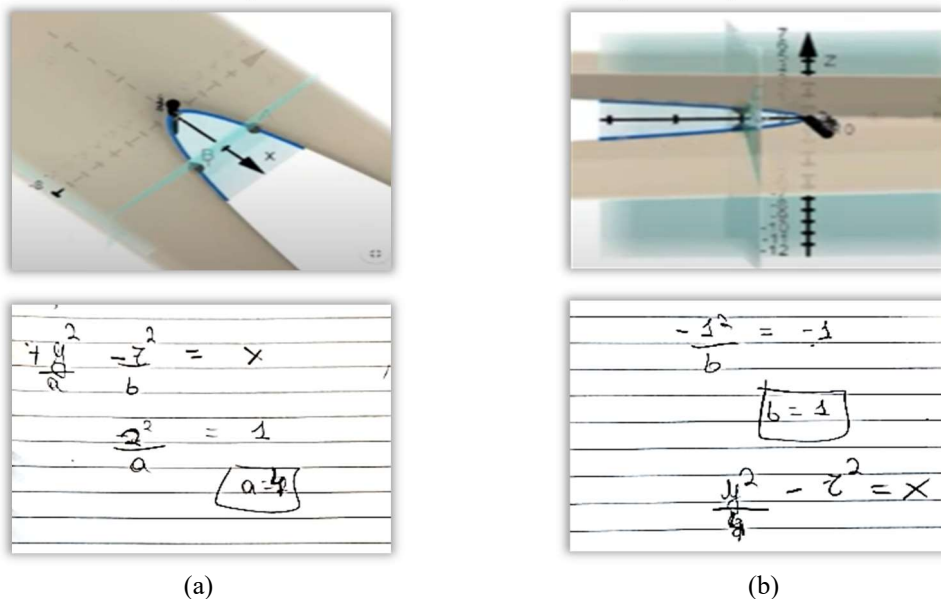 x
z
+ y²/a - z²/b = x
2²/a = 1
a=4
- 1²/b = -1
b = 1
y²/4 - z² = x
(a)
(b)